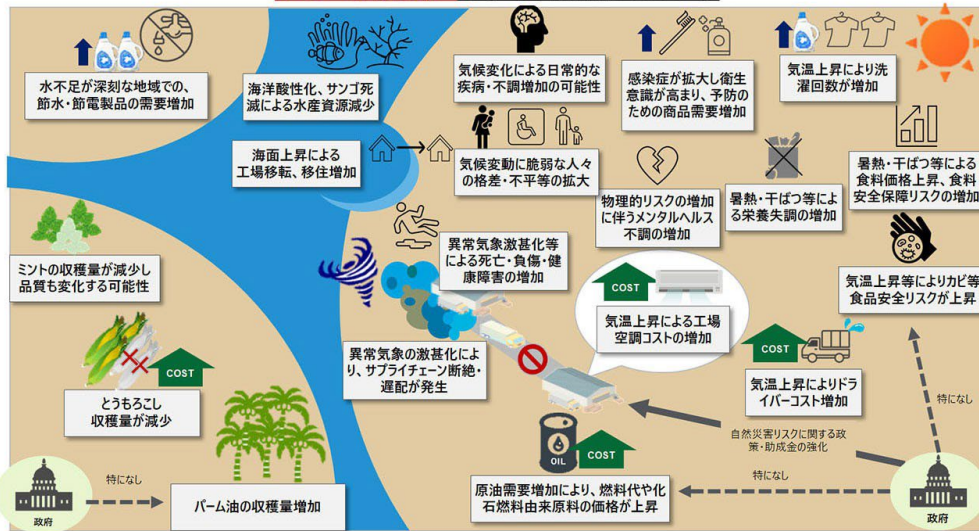 水不足が深刻な地域での、
節水・節電製品の需要増加
海洋酸性化、サンゴ死
滅による水産資源減少
気候変化による日常的な
疾病・不調増加の可能性
感染症が拡大し衛生
意識が高まり、予防の
ための商品需要増加
気温上昇により洗
濯回数が増加
海面上昇による
工場移転、移住増加
気候変動に脆弱な人々
の格差・不平等の拡大
物理的リスクの増加
に伴うメンタルヘルス
不調の増加
暑熱・干ばつ等によ
る栄養失調の増加
暑熱・干ばつ等による
食料価格上昇、食料
安全保障リスクの増加
ミントの収穫量が減少し
品質も変化する可能性
異常気象激甚化等
による死亡・負傷・健
康障害の増加
COST
気温上昇による工場
空調コストの増加
気温上昇等によりカビ等
食品安全リスクが上昇
異常気象の激甚化によ
り、サプライチェーン断絶・
遅配が発生
COST
気温上昇によりドラ
イバーコスト増加
COST
とうもろこし
収穫量が減少
特になし
自然災害リスクに関する政
策・助成金の強化
OIL
COST
原油需要増加により、燃料代や化
石燃料由来原料の価格が上昇
特になし
政府
政府
特になし
パーム油の収穫量増加